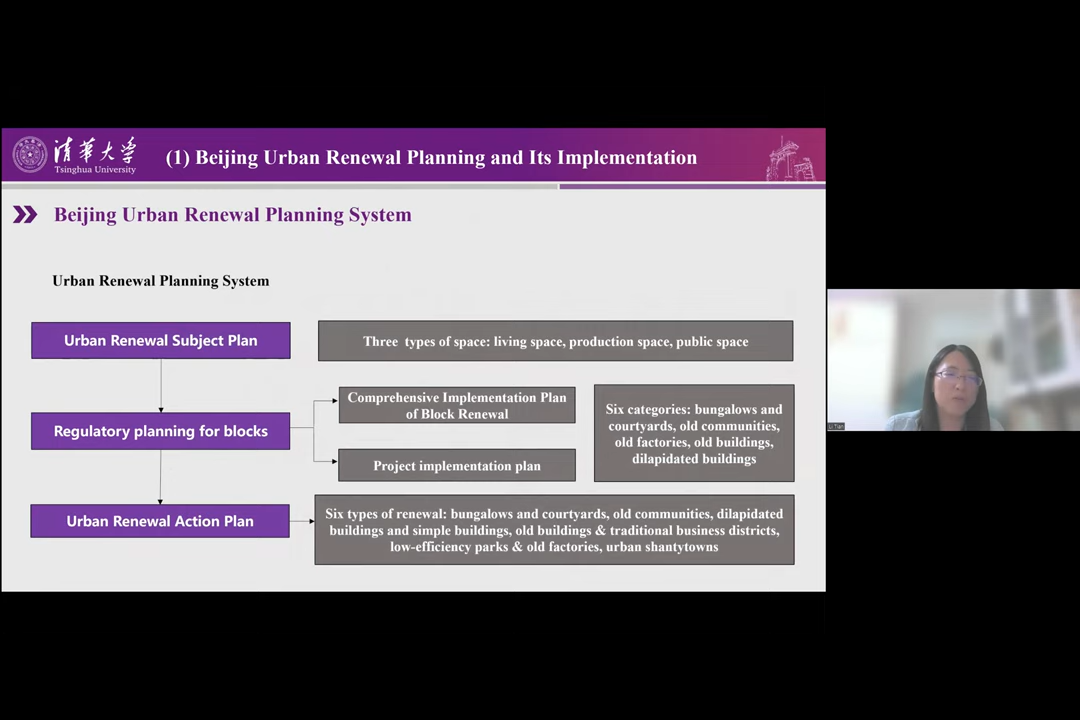 清华大学
Tsinghua University
(1) Beijing Urban Renewal Planning and Its Implementation
Beijing Urban Renewal Planning System
Urban Renewal Planning System
Urban Renewal Subject Plan
Three types of space: living space, production space, public space
Regulatory planning for blocks
Comprehensive Implementation Plan
of Block Renewal
Project implementation plan
Six categories: bungalows and
courtyards, old communities,
old factories, old buildings,
dilapidated buildings
Urban Renewal Action Plan
Six types of renewal: bungalows and courtyards, old communities, dilapidated
buildings and simple buildings, old buildings & traditional business districts,
low-efficiency parks & old factories, urban shantytowns
Li Tian